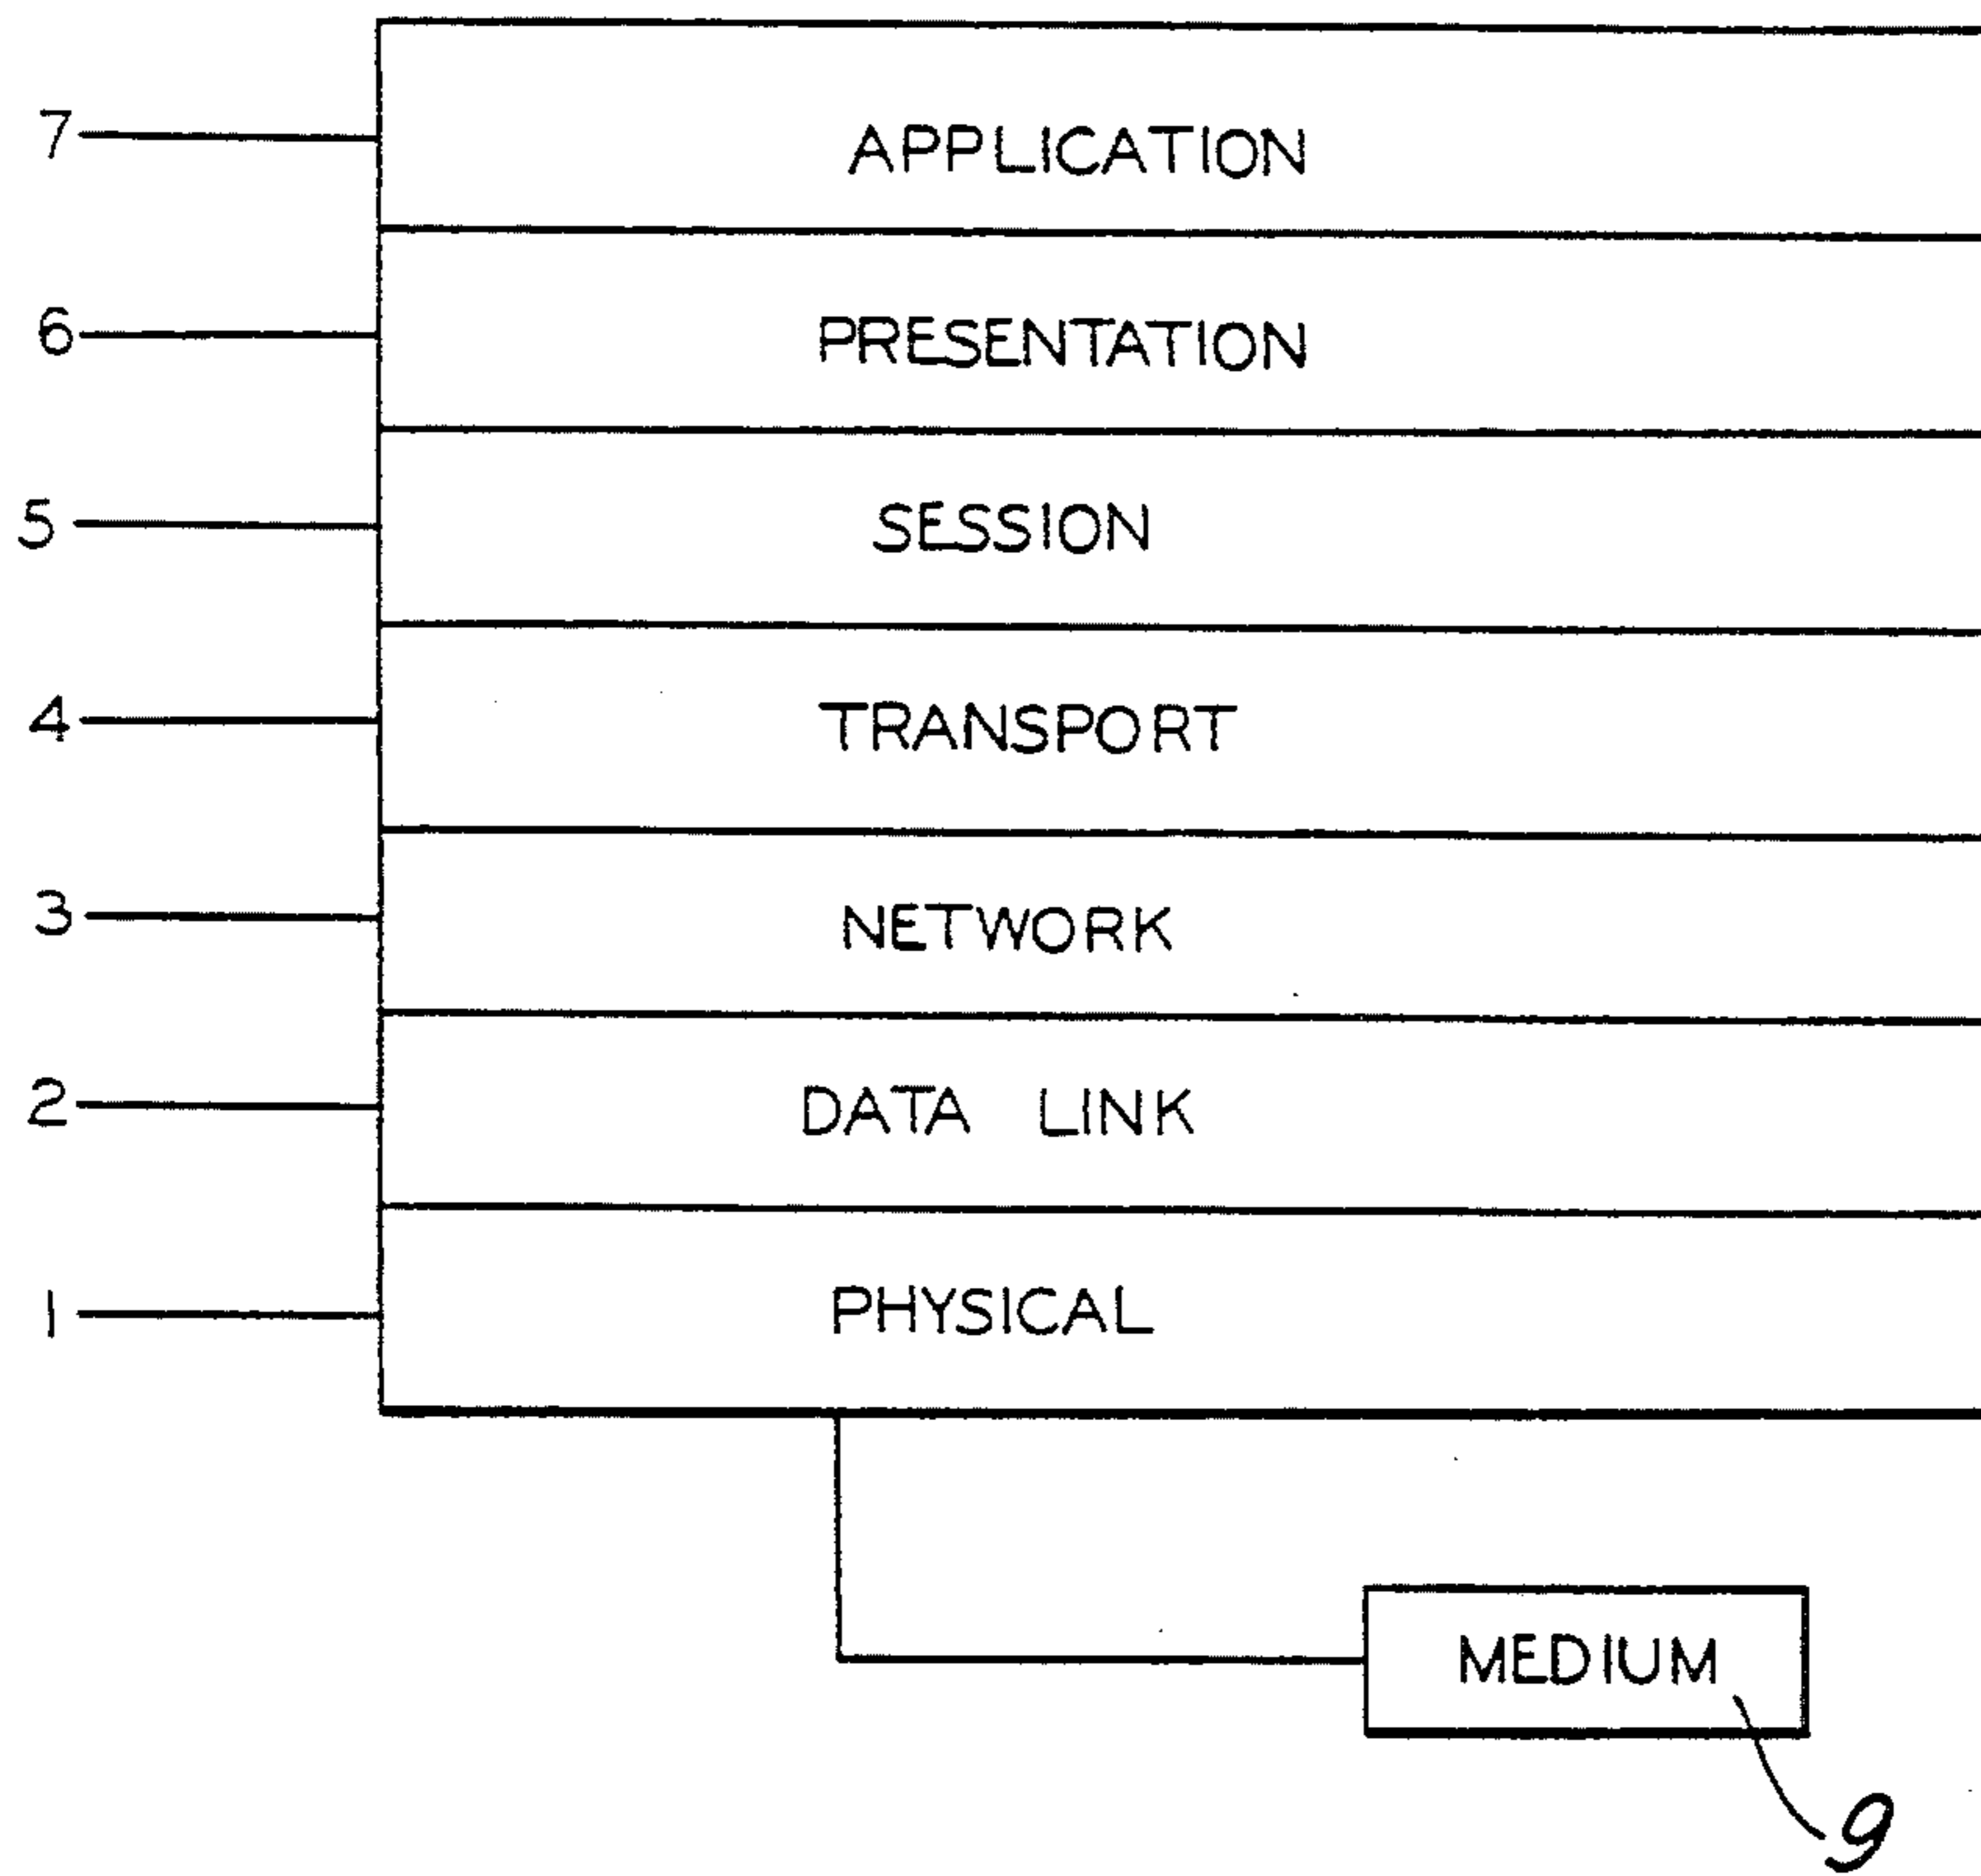 7 APPLICATION
6 PRESENTATION
5 SESSION
4 TRANSPORT
3 NETWORK
2 DATA LINK
1 PHYSICAL
MEDIUM
9